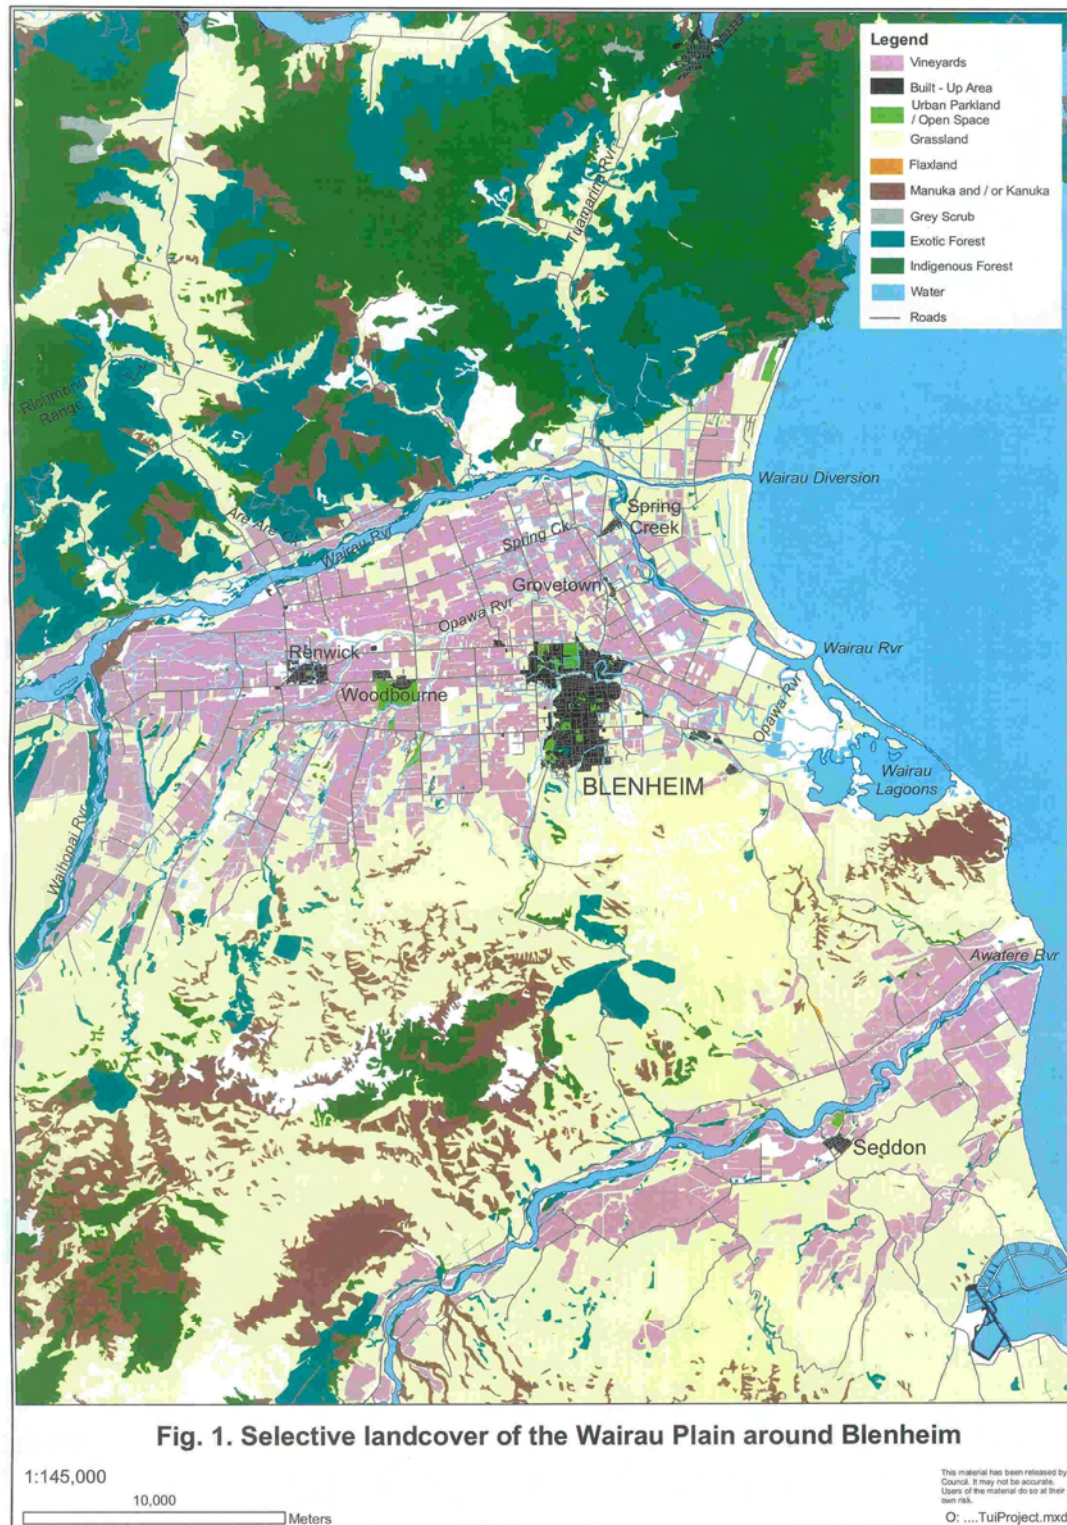 Legend
Vineyards
Built - Up Area
Urban Parkland
/ Open Space
Grassland
Flaxland
Manuka and / or Kanuka
Grey Scrub
Exotic Forest
Indigenous Forest
Water
Roads
Tuamarina Rvr
Richmond
Range
Wairau Diversion
Are Are Ck
Wairau Rvr
Spring Ck
Spring
Creek
Grovetown
Opawa Rvr
Renwick
Woodbourne
Wairau Rvr
Opawa Rvr
BLENHEIM
Wairau
Lagoons
Waihopai Rvr
Awatere Rvr
Seddon
Fig. 1. Selective landcover of the Wairau Plain around Blenheim
1:145,000
10,000
Meters
This material has been released by
Council. It may not be accurate.
Users of the material do so at their
own risk.
O: ....TuiProject.mxd